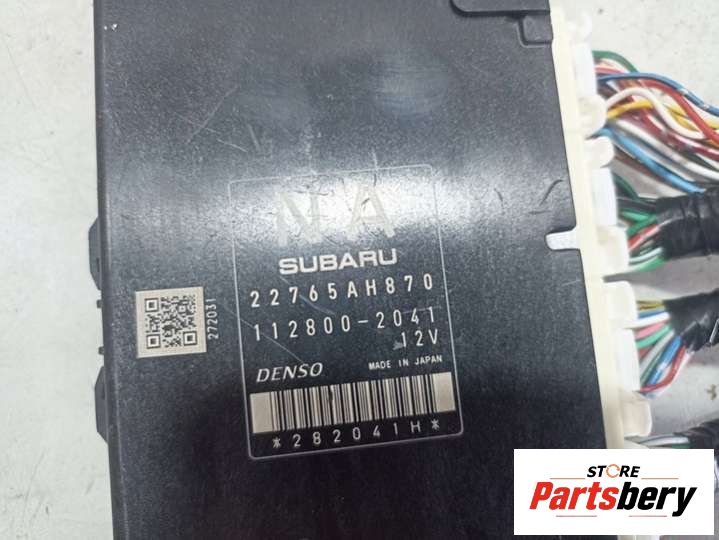 NA
SUBARU
22765AH870
112800-2041
12V
DENSO MADE IN JAPAN
*282041H*
272031
STORE
Partsbery